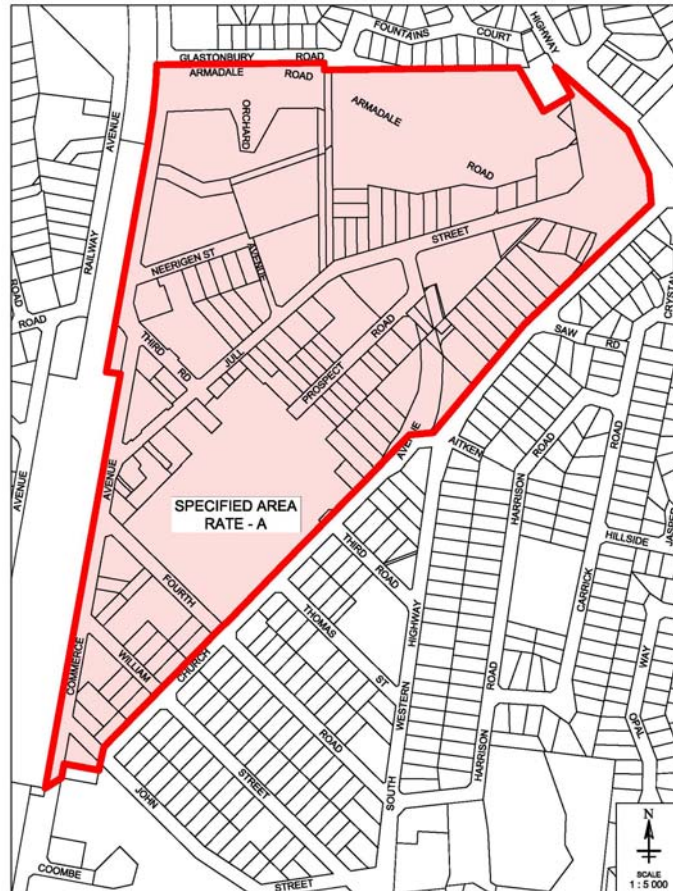 FOUNTAINS
COURT
HIGHWAY
GLASTONBURY ROAD
ARMADALE ROAD
ARMADALE
ROAD
ORCHARD
AVENUE
AVENUE
RAILWAY
ROAD
ROAD
STREET
NEERIGEN ST
THIRD
RD
JULL
ROAD
PROSPECT
CRYSTAL
SAW
RD
AVENUE
AITKEN
ROAD
HARRISON
ROAD
AVENUE
AVENUE
SPECIFIED AREA
RATE - A
HILLSIDE
JASPER
THIRD
ROAD
CARRICK
FOURTH
THOMAS
ST
HIGHWAY
WESTERN
SOUTH
WAY
OPAL
COMMERCE
WILLIAM
CHURCH
ROAD
STREET
ROAD
HARRISON
JOHN
STREET
COOMBE
N
SCALE
1 : 5 000